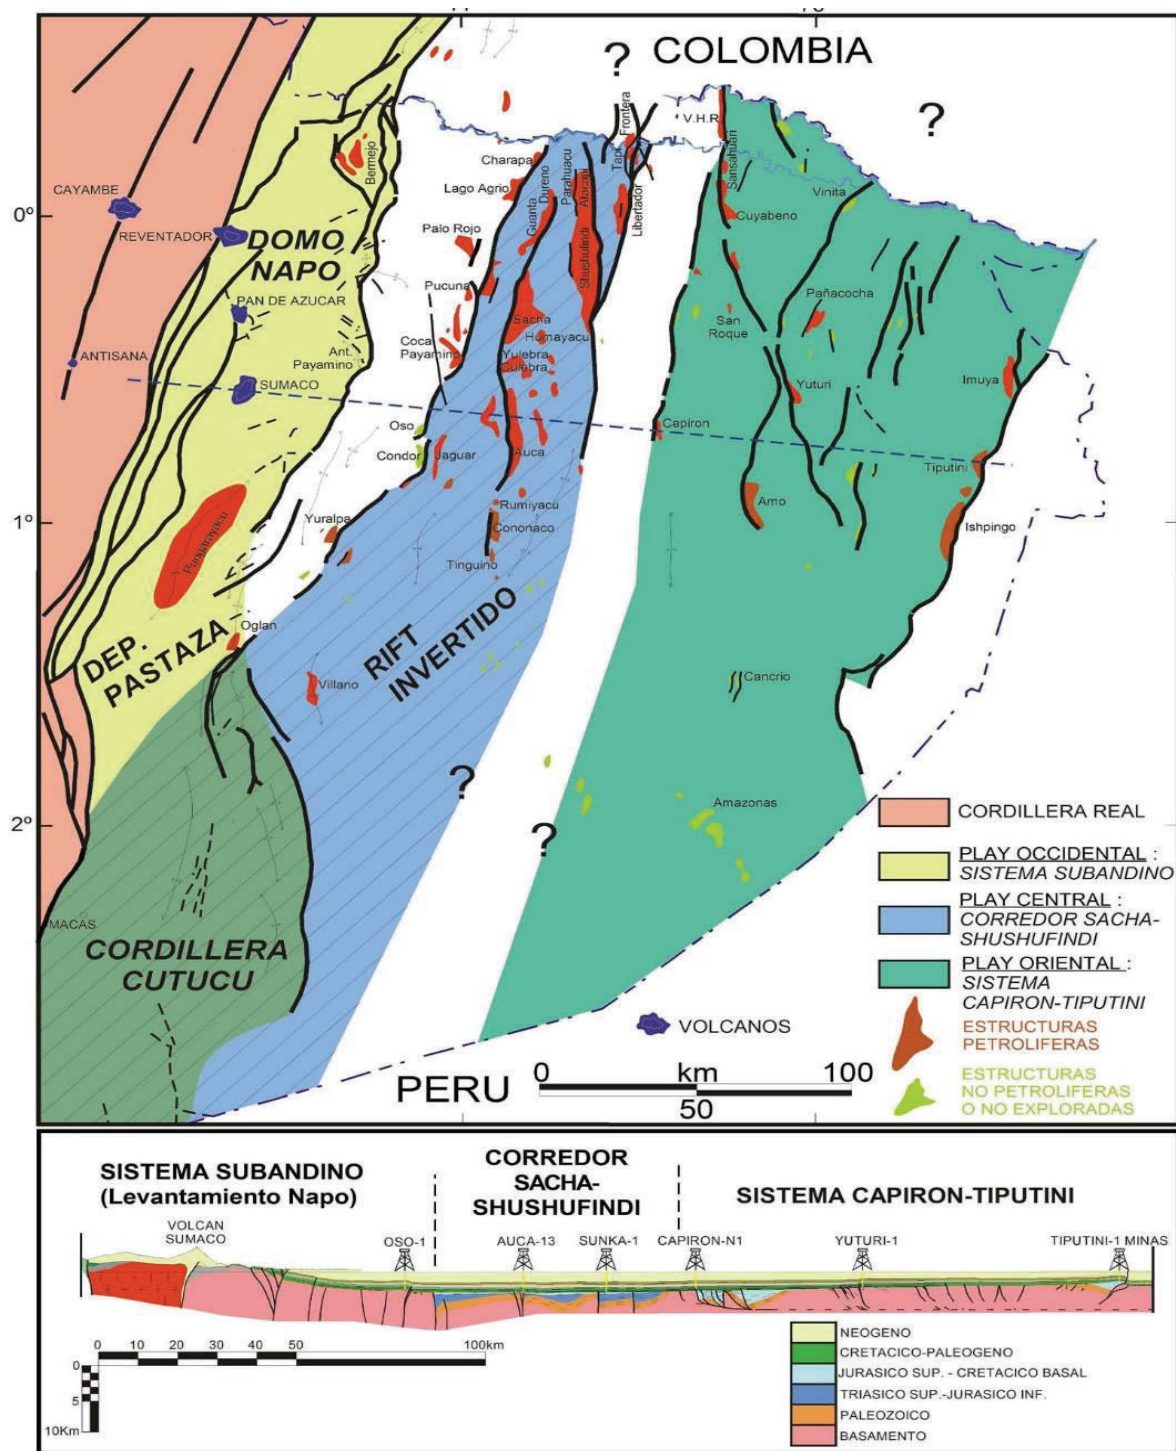 77
COLOMBIA
?
?
V.H.R
Frontera
Tapi
Sansahuari
Bermejo
Charapa
Lago Agrio
Dureno
Guanta
Parahuacu
Atacapi
Shushufindi
Libertador
Vinita
Cuyabeno
CAYAMBE
0º
REVENTADOR
DOMO
NAPO
Palo Rojo
Pucuna
PAN DE AZUCAR
Pañacocha
San
Roque
Sacha
Humayacu
Coca
Payamino
Yulebra
Culebra
ANTISANA
Ant.
Payamino
SUMACO
Yuturi
Imuya
Oso
Capiron
Condor
Jaguar
Auca
Tiputini
Amo
Rumiyacu
Cononaco
Yuralpa
1º
Ishpingo
Pungarayacu
Tinguino
Oglan
DEP.
PASTAZA
RIFT
INVERTIDO
Villano
Cancrio
?
?
Amazonas
2º
MACAS
CORDILLERA
CUTUCU
CORDILLERA REAL
PLAY OCCIDENTAL :
SISTEMA SUBANDINO
PLAY CENTRAL :
CORREDOR SACHA-
SHUSHUFINDI
PLAY ORIENTAL :
SISTEMA
CAPIRON-TIPUTINI
ESTRUCTURAS
PETROLIFERAS
ESTRUCTURAS
NO PETROLIFERAS
O NO EXPLORADAS
VOLCANOS
PERU
0 km 100
50
SISTEMA SUBANDINO
(Levantamiento Napo)
CORREDOR
SACHA-
SHUSHUFINDI
SISTEMA CAPIRON-TIPUTINI
VOLCAN
SUMACO
OSO-1
AUCA-13
SUNKA-1
CAPIRON-N1
YUTURI-1
TIPUTINI-1 MINAS
0 10 20 30 40 50 100km
0
5
10Km
NEOGENO
CRETACICO-PALEOGENO
JURASICO SUP. - CRETACICO BASAL
TRIASICO SUP.-JURASICO INF.
PALEOZOICO
BASAMENTO